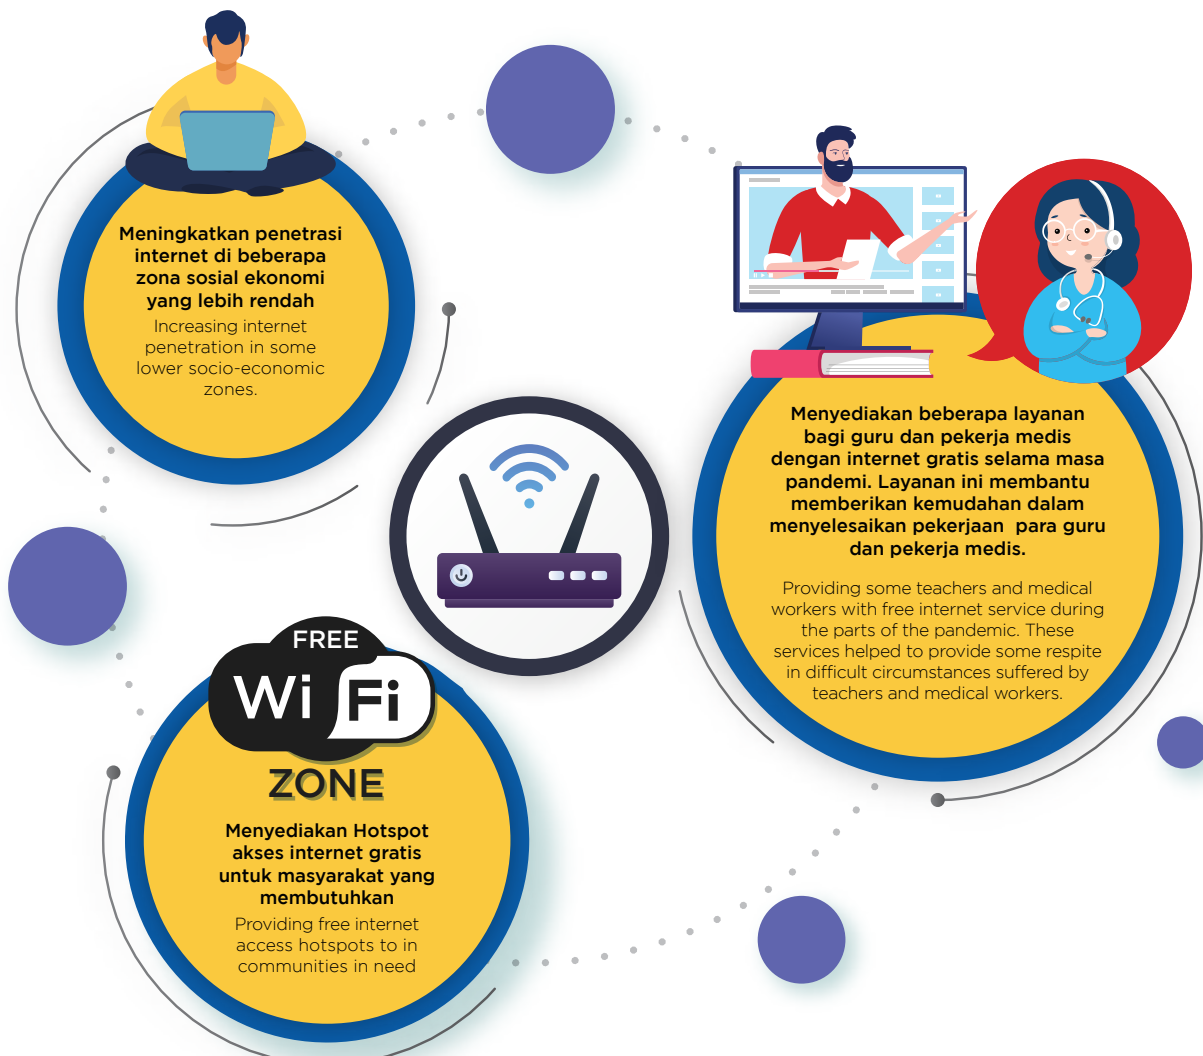 Meningkatkan penetrasi
internet di beberapa
zona sosial ekonomi
yang lebih rendah
Increasing internet
penetration in some
lower socio-economic
zones.
Menyediakan beberapa layanan
bagi guru dan pekerja medis
dengan internet gratis selama masa
pandemi. Layanan ini membantu
memberikan kemudahan dalam
menyelesaikan pekerjaan  para guru
dan pekerja medis.
Providing some teachers and medical
workers with free internet service during
the parts of the pandemic. These
services helped to provide some respite
in difficult circumstances suffered by
teachers and medical workers.
FREE
Wi Fi
ZONE
Menyediakan Hotspot
akses internet gratis
untuk masyarakat yang
membutuhkan
Providing free internet
access hotspots to in
communities in need